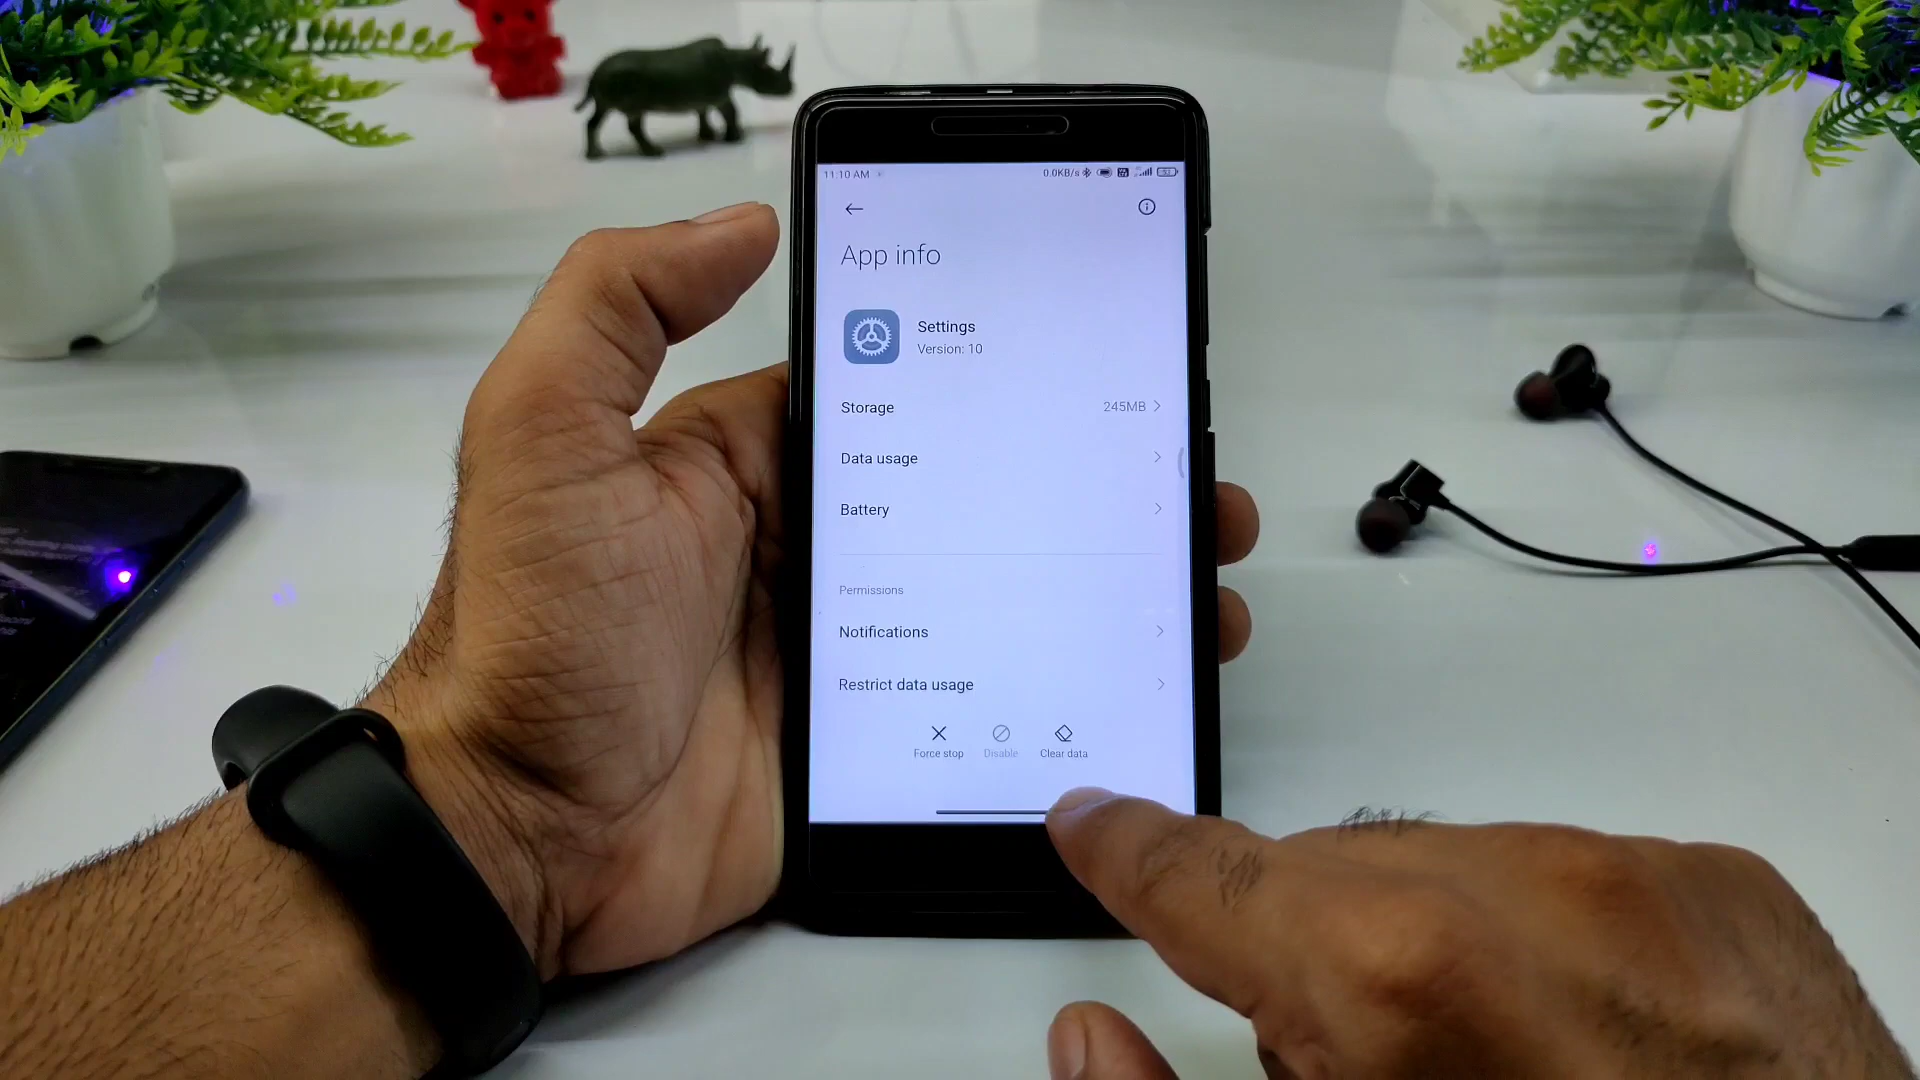 11:10 AM
0.0KB/s
App info
Settings
Version: 10
Storage
245MB
Data usage
Battery
Permissions
Notifications
Restrict data usage
Force stop
Disable
Clear data